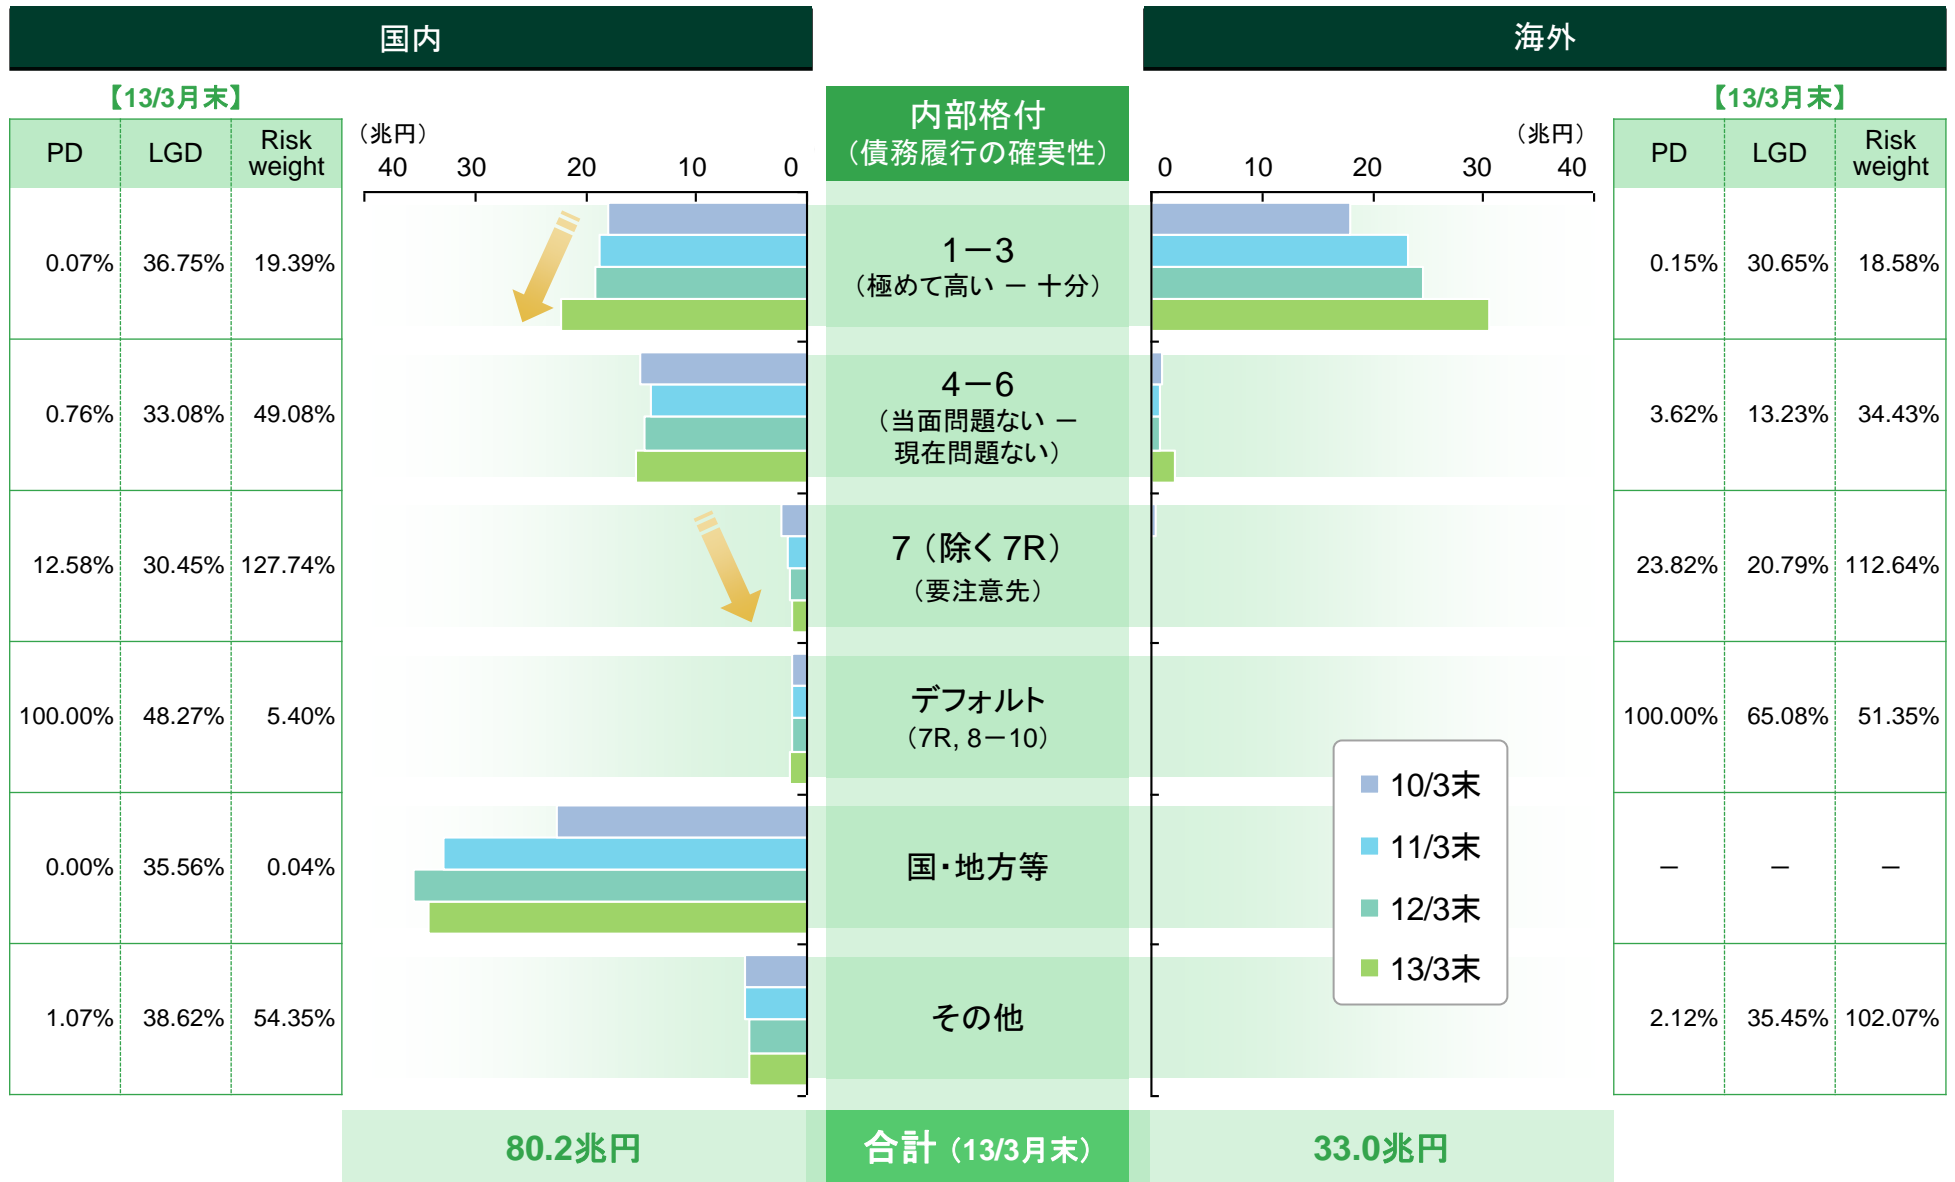 国内
海外
【13/3月末】
PD LGD Risk weight
(兆円)
40 30 20 10 0
内部格付
（債務履行の確実性）
(兆円)
0 10 20 30 40
【13/3月末】
PD LGD Risk weight
0.07% 36.75% 19.39%
1－3
（極めて高い － 十分）
0.15% 30.65% 18.58%
0.76% 33.08% 49.08%
4－6
（当面問題ない －
現在問題ない）
3.62% 13.23% 34.43%
12.58% 30.45% 127.74%
7（除く7R）
（要注意先）
23.82% 20.79% 112.64%
100.00% 48.27% 5.40%
デフォルト
（7R, 8－10）
100.00% 65.08% 51.35%
0.00% 35.56% 0.04%
国・地方等
－ － －
1.07% 38.62% 54.35%
その他
2.12% 35.45% 102.07%
10/3末
11/3末
12/3末
13/3末
80.2兆円
合計（13/3月末）
33.0兆円